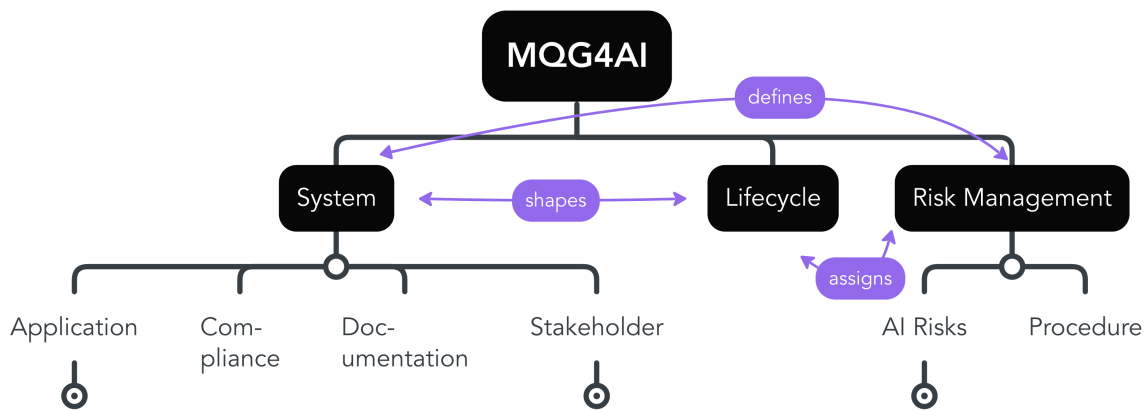 MQG4AI
defines
System
shapes
Lifecycle
Risk Management
assigns
Application
Com-
pliance
Doc-
umentation
Stakeholder
AI Risks
Procedure